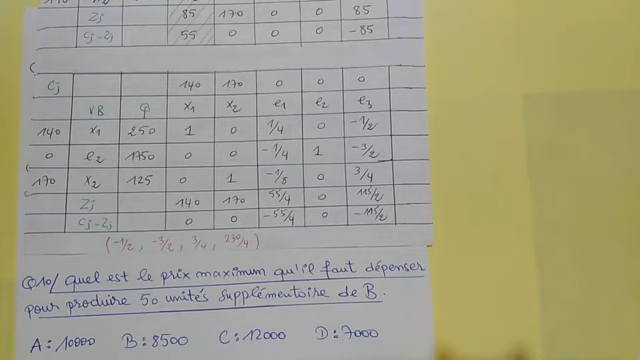 Zj 85 170 0 0 85
Cj-Zj 55 0 0 0 -85
Cj 140 170 0 0 0
VB Q x1 x2 e1 e2 e3
140 x1 250 1 0 1/4 0 -1/2
0 e2 1750 0 0 -1/4 1 -3/2
170 x2 125 0 1 -1/8 0 3/4
Zj 140 170 55/4 0 115/2
Cj-Zj 0 0 -55/4 0 -115/2
(-1/2, -3/2, 3/4, 230/4)
Q10/ Quel est le prix maximum qu'il faut dépenser
pour produire 50 unités supplémentoire de B.
A: 10000 B: 8500 C: 12000 D: 7000